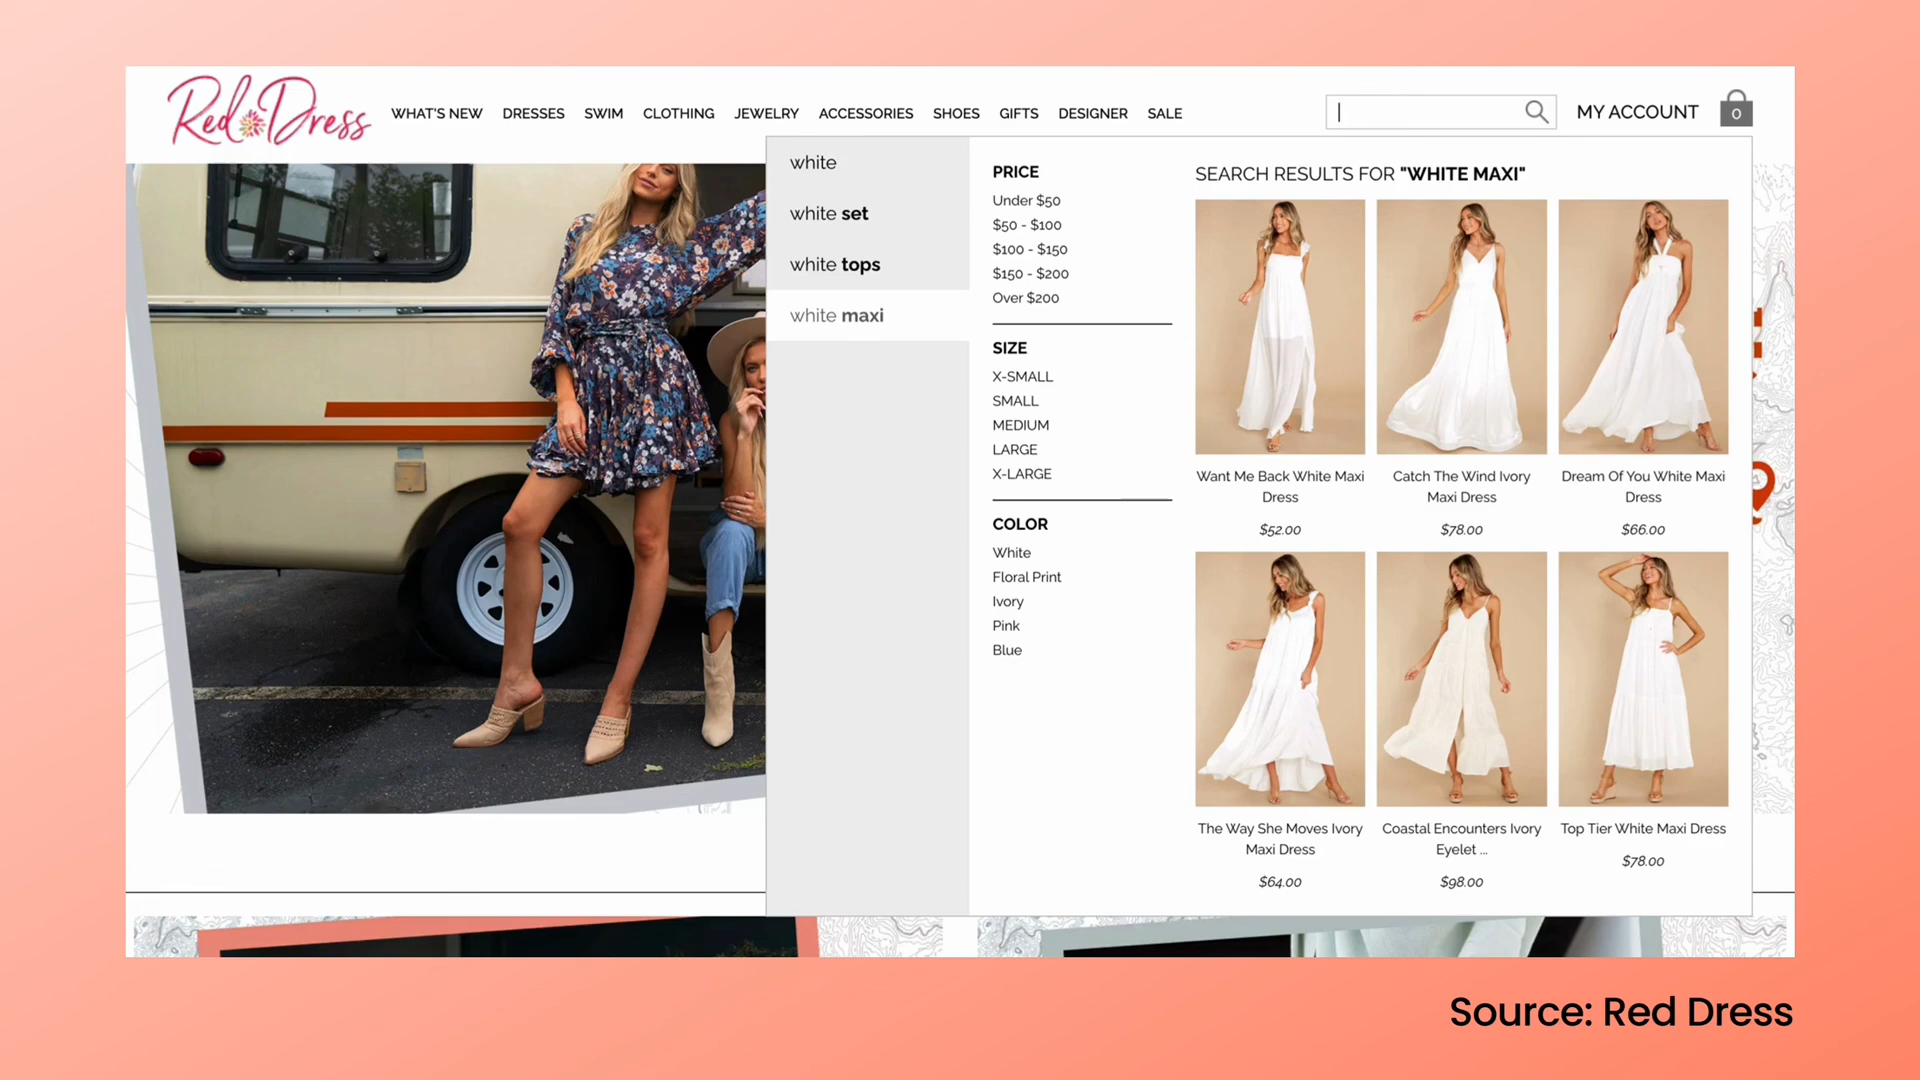 Red Dress
WHAT'S NEW DRESSES SWIM CLOTHING JEWELRY ACCESSORIES SHOES GIFTS DESIGNER SALE
MY ACCOUNT
0
white
white set
white tops
white maxi
PRICE
Under $50
$50 - $100
$100 - $150
$150 - $200
Over $200
SIZE
X-SMALL
SMALL
MEDIUM
LARGE
X-LARGE
COLOR
White
Floral Print
Ivory
Pink
Blue
SEARCH RESULTS FOR "WHITE MAXI"
Want Me Back White Maxi
Dress
$52.00
Catch The Wind Ivory
Maxi Dress
$78.00
Dream Of You White Maxi
Dress
$66.00
The Way She Moves Ivory
Maxi Dress
$64.00
Coastal Encounters Ivory
Eyelet ...
$98.00
Top Tier White Maxi Dress
$78.00
Source: Red Dress